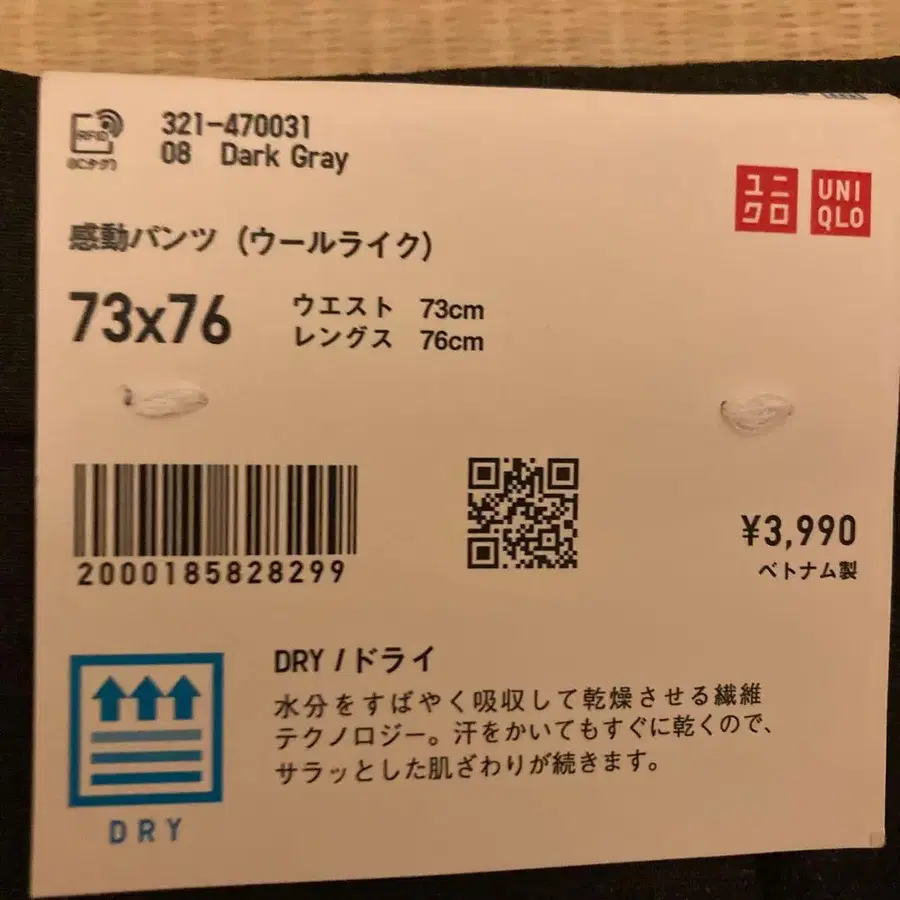 RFID
ICタグ
321-470031
08 Dark Gray
ユニクロ
UNIQLO
感動パンツ（ウールライク）
73x76
ウエスト 73cm
レングス 76cm
2000185828299
¥3,990
ベトナム製
DRY
DRY /ドライ
水分をすばやく吸収して乾燥させる繊維
テクノロジー。汗をかいてもすぐに乾くので、
サラッとした肌ざわりが続きます。